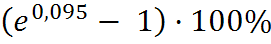 (e^{0,095} − 1) · 100%